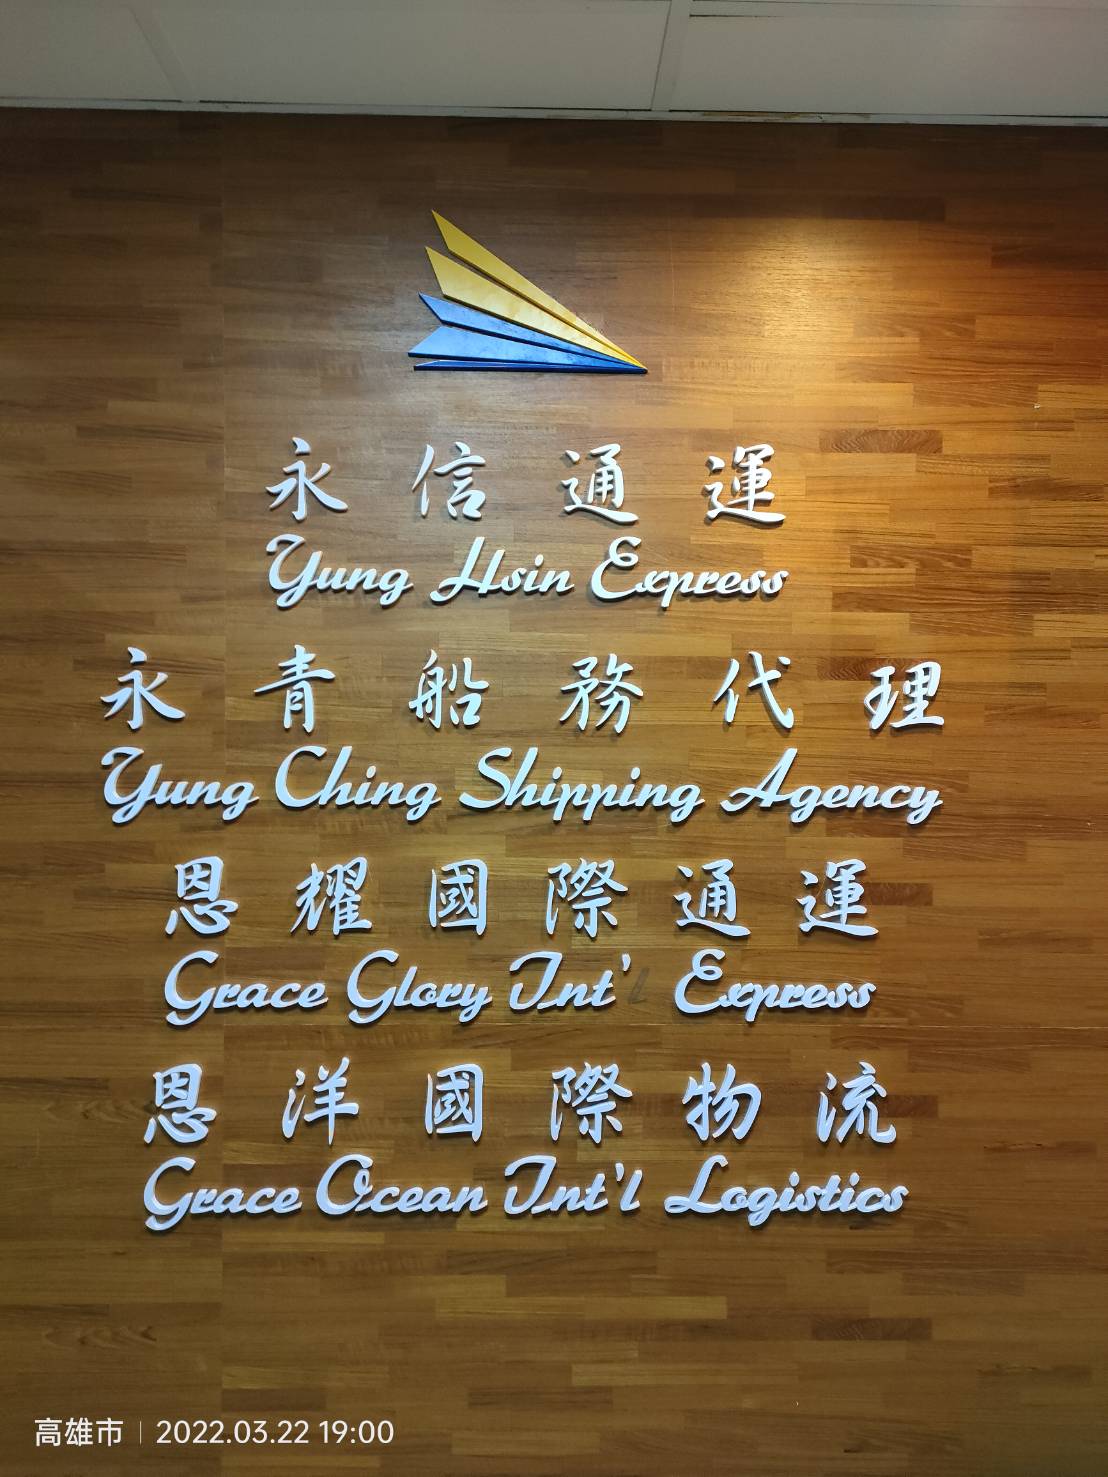 永信通運
Yung Hsin Express
永青船務代理
Yung Ching Shipping Agency
恩耀國際通運
Grace Glory Int' Express
恩洋國際物流
Grace Ocean Int'l Logistics
高雄市 | 2022.03.22 19:00